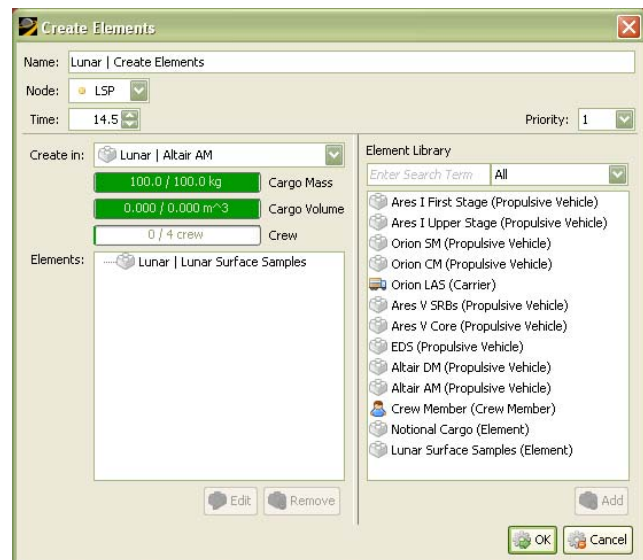 Create Elements
Name: Lunar | Create Elements
Node: LSP
Time: 14.5
Priority: 1
Create in: Lunar | Altair AM
100.0 / 100.0 kg Cargo Mass
0.000 / 0.000 m^3 Cargo Volume
0 / 4 crew Crew
Elements: Lunar | Lunar Surface Samples
Edit Remove
Element Library
Enter Search Term All
Ares I First Stage (Propulsive Vehicle)
Ares I Upper Stage (Propulsive Vehicle)
Orion SM (Propulsive Vehicle)
Orion CM (Propulsive Vehicle)
Orion LAS (Carrier)
Ares V SRBs (Propulsive Vehicle)
Ares V Core (Propulsive Vehicle)
EDS (Propulsive Vehicle)
Altair DM (Propulsive Vehicle)
Altair AM (Propulsive Vehicle)
Crew Member (Crew Member)
Notional Cargo (Element)
Lunar Surface Samples (Element)
Add
OK Cancel